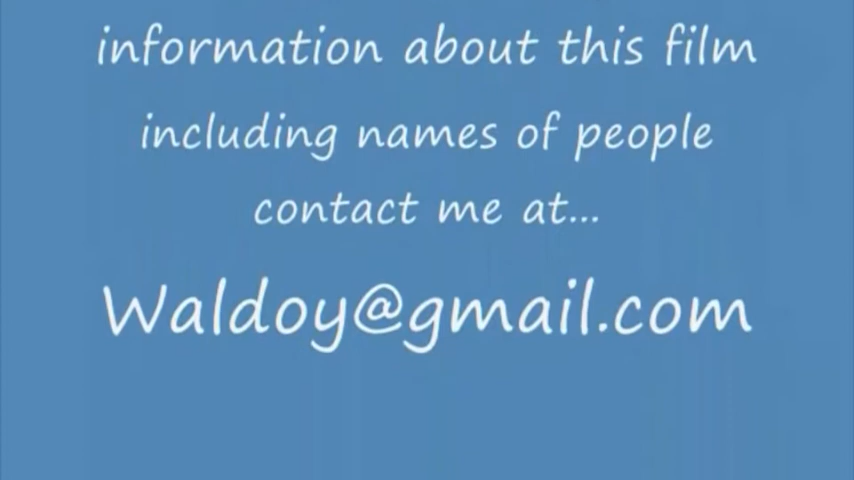 information about this film
including names of people
contact me at...
Waldoy@gmail.com